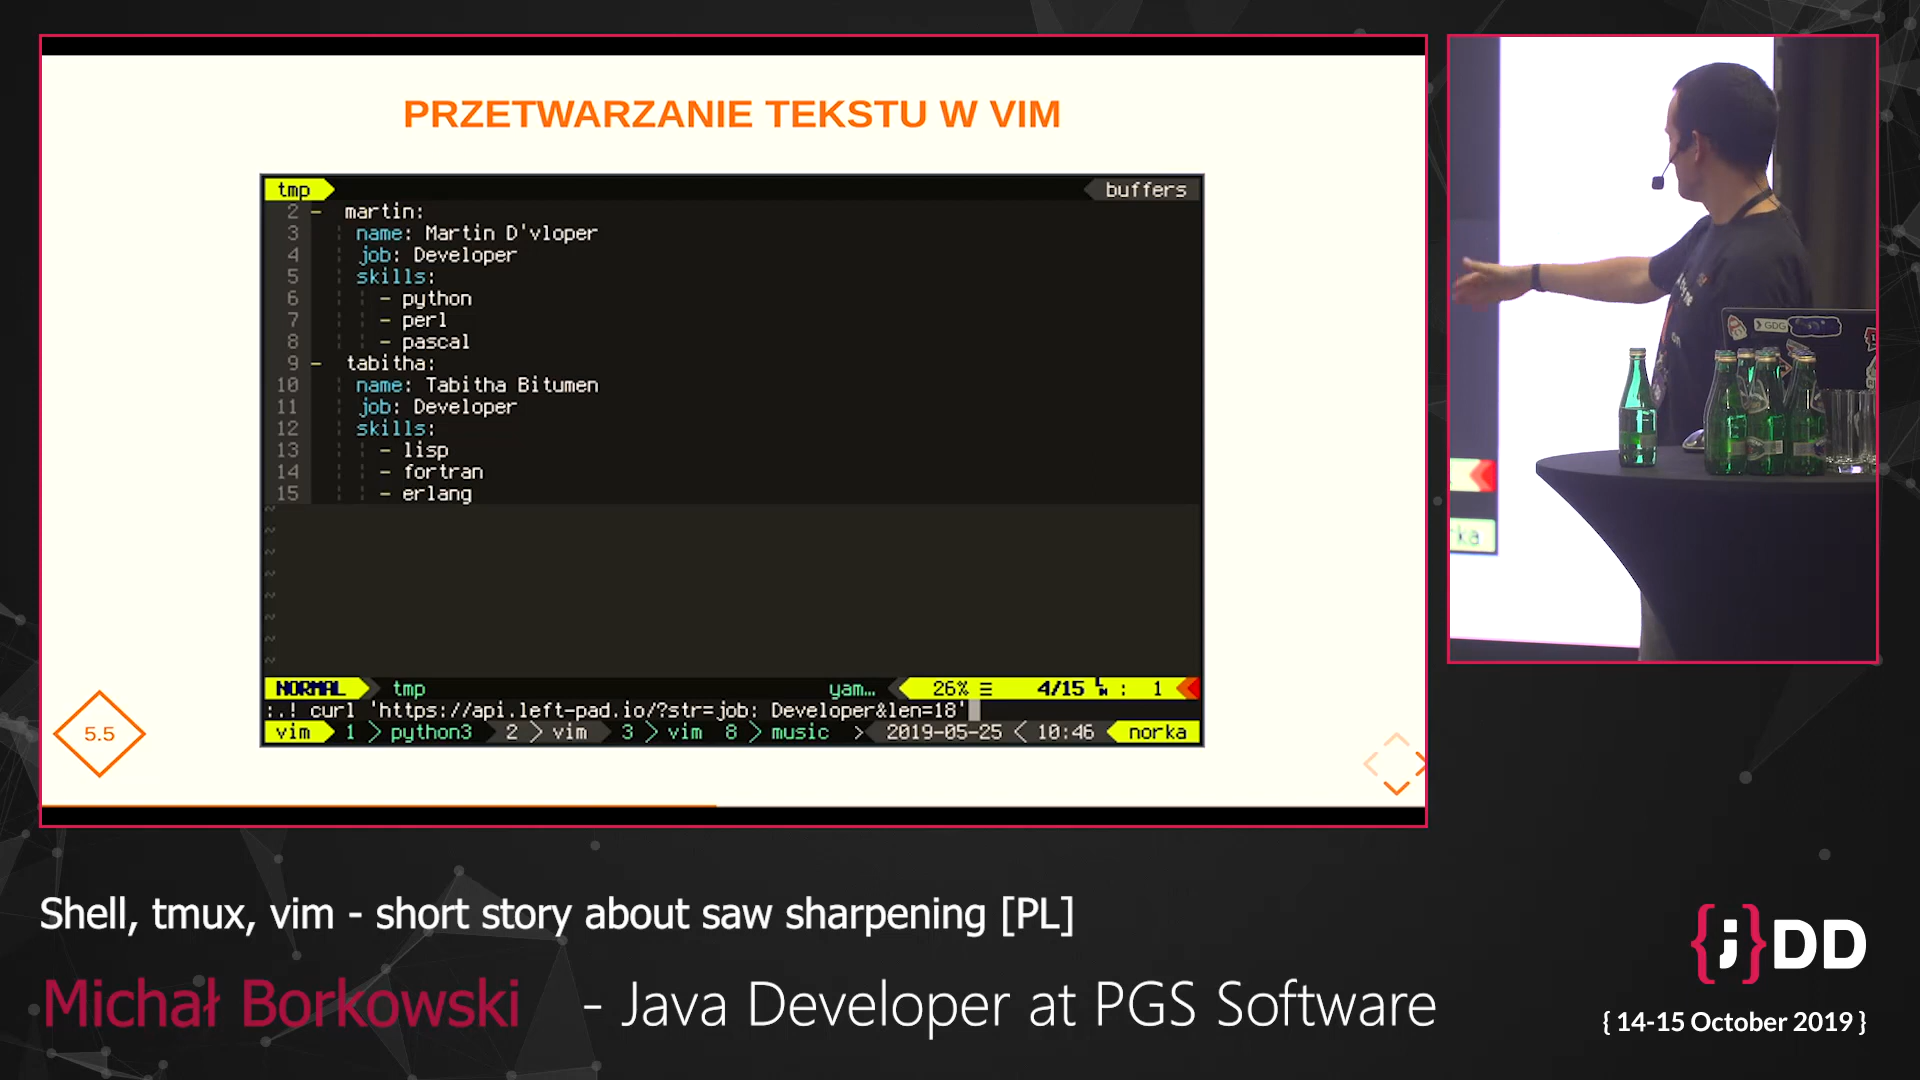 PRZETWARZANIE TEKSTU W VIM
tmp buffers
2 - martin:
3 name: Martin D'vloper
4 job: Developer
5 skills:
6 - python
7 - perl
8 - pascal
9 - tabitha:
10 name: Tabitha Bitumen
11 job: Developer
12 skills:
13 - lisp
14 - fortran
15 - erlang
~
~
~
~
~
~
~
~
NORMAL tmp yam… 26% ☰ 4/15 ㏑ : 1
:.! curl 'https://api.left-pad.io/?str=job: Developer&len=18'
vim 1 > python3 2 > vim 3 > vim 8 > music > 2019-05-25 < 10:46 norka
5.5
GDG
ka
Shell, tmux, vim - short story about saw sharpening [PL]
Michał Borkowski - Java Developer at PGS Software
{;}DD
{ 14-15 October 2019 }